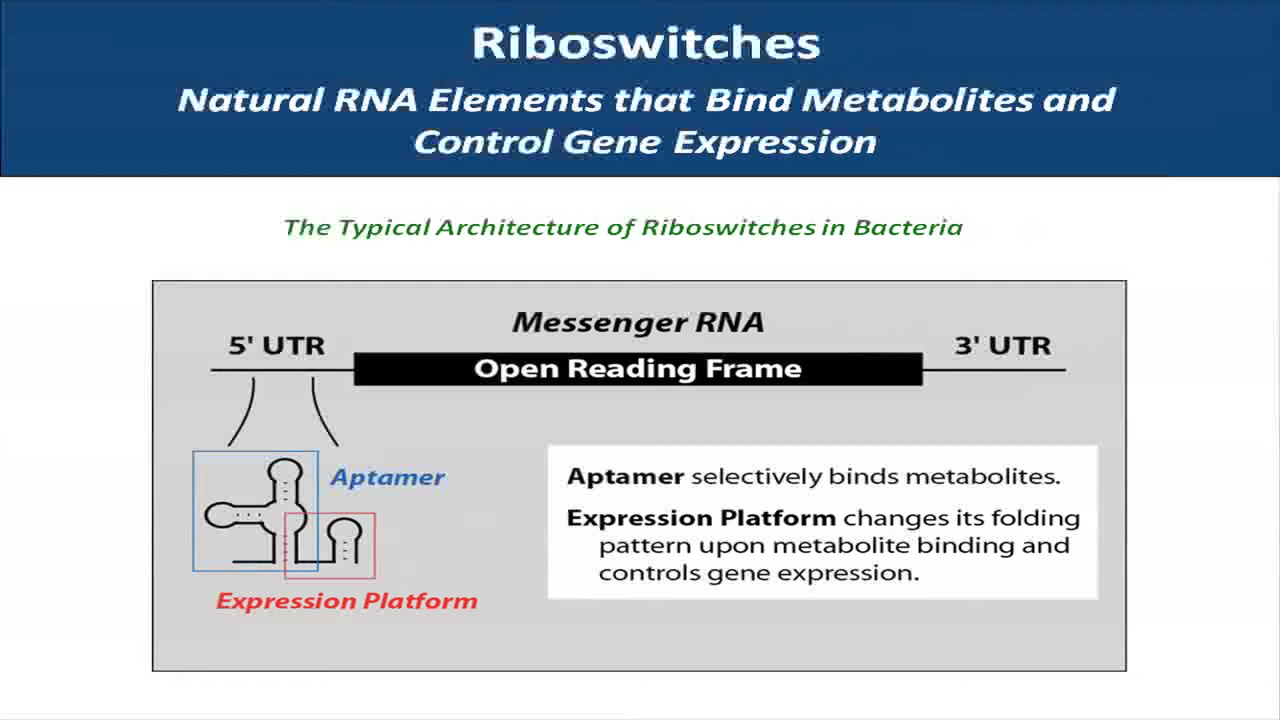 Riboswitches
Natural RNA Elements that Bind Metabolites and
Control Gene Expression
The Typical Architecture of Riboswitches in Bacteria
Messenger RNA
5' UTR
3' UTR
Open Reading Frame
Aptamer
Aptamer selectively binds metabolites.
Expression Platform changes its folding
pattern upon metabolite binding and
controls gene expression.
Expression Platform